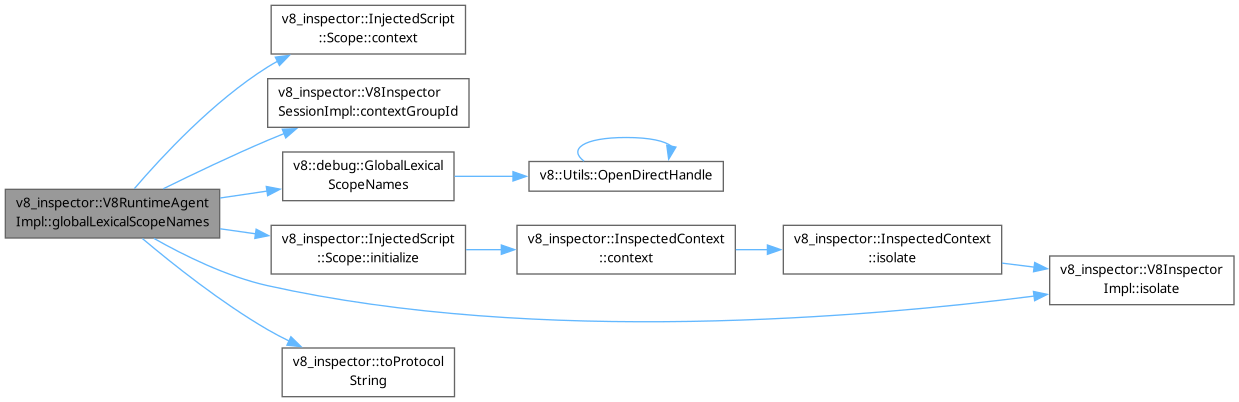 v8_inspector::InjectedScript
::Scope::context
v8_inspector::V8Inspector
SessionImpl::contextGroupId
v8::debug::GlobalLexical
ScopeNames
v8::Utils::OpenDirectHandle
v8_inspector::V8RuntimeAgent
Impl::globalLexicalScopeNames
v8_inspector::InjectedScript
::Scope::initialize
v8_inspector::InspectedContext
::context
v8_inspector::InspectedContext
::isolate
v8_inspector::V8Inspector
Impl::isolate
v8_inspector::toProtocol
String